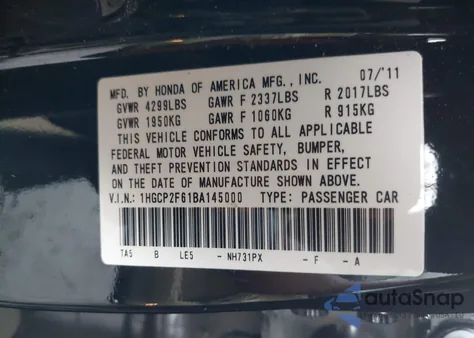 MFD. BY HONDA OF AMERICA MFG., INC. 07/'11
GVWR 4299LBS GAWR F 2337LBS R 2017LBS
GVWR 1950KG GAWR F 1060KG R 915KG
THIS VEHICLE CONFORMS TO ALL APPLICABLE
FEDERAL MOTOR VEHICLE SAFETY, BUMPER,
AND THEFT PREVENTION STANDARDS IN EFFECT
ON THE DATE OF MANUFACTURE SHOWN ABOVE.
V.I.N.: 1HGCP2F61BA145000 TYPE: PASSENGER CAR
TA5 B LE5 - NH731PX - F - A
autoSnap